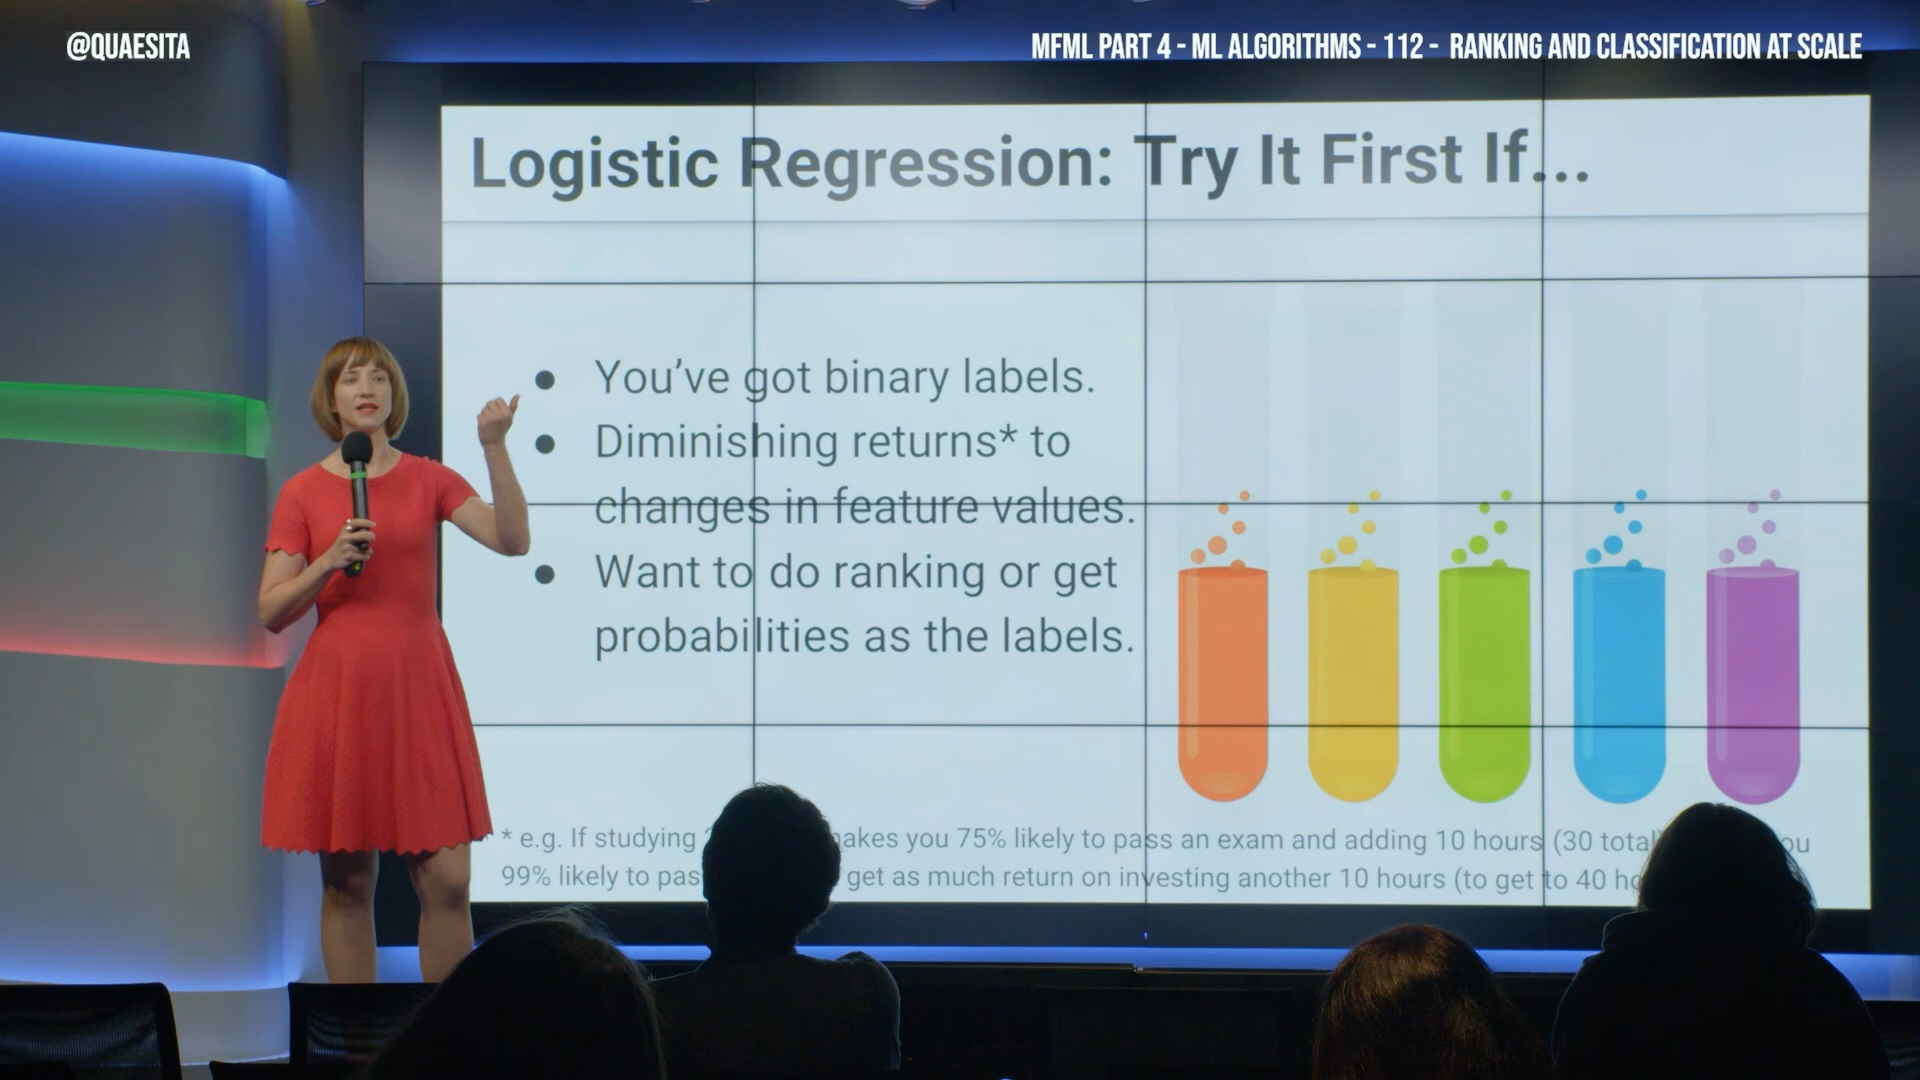 @QUAESITA
MFML PART 4 - ML ALGORITHMS - 112 - RANKING AND CLASSIFICATION AT SCALE
Logistic Regression: Try It First If...
● You’ve got binary labels.
● Diminishing returns* to
changes in feature values.
● Want to do ranking or get
probabilities as the labels.
* e.g. If studying makes you 75% likely to pass an exam and adding 10 hours (30 total
99% likely to pas get as much return on investing another 10 hours (to get to 40